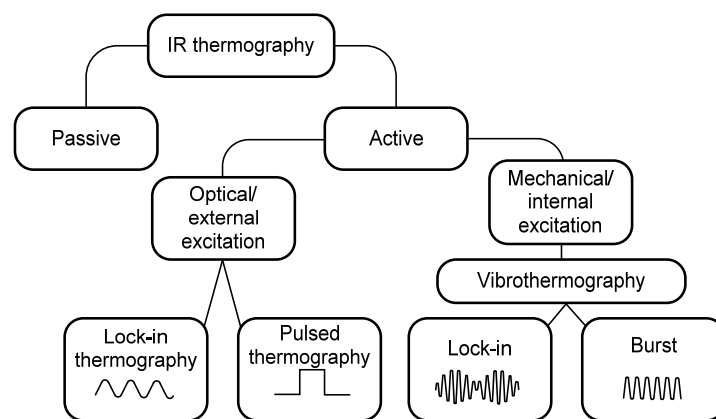 IR thermography
Passive
Active
Optical/
external
excitation
Mechanical/
internal
excitation
Vibrothermography
Lock-in
thermography
Pulsed
thermography
Lock-in
Burst